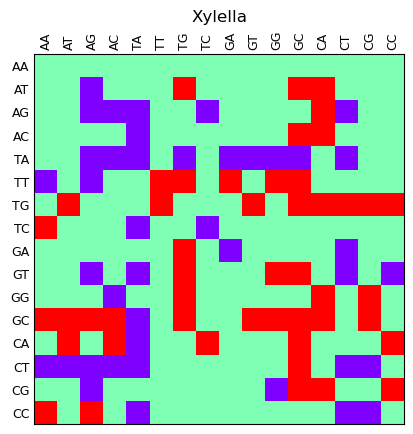 Xylella
AA AT AG AC TA TT TG TC GA GT GG GC CA CT CG CC
AA
AT
AG
AC
TA
TT
TG
TC
GA
GT
GG
GC
CA
CT
CG
CC